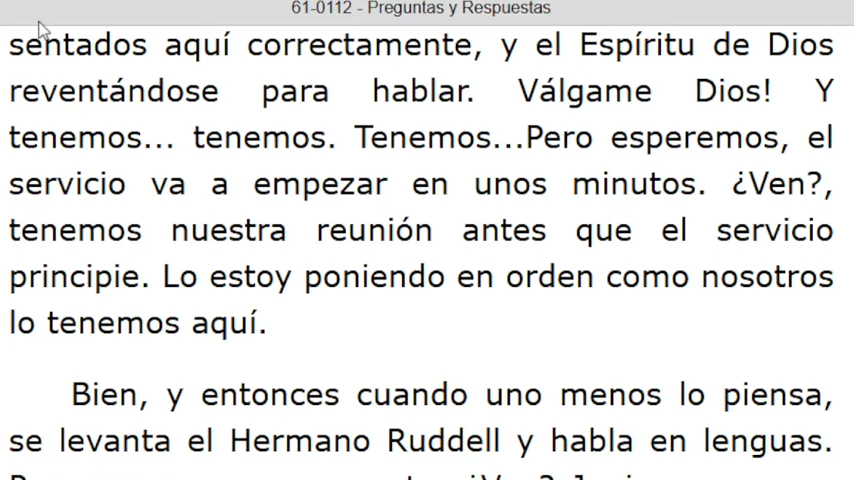 61-0112 - Preguntas y Respuestas
sentados aquí correctamente, y el Espíritu de Dios
reventándose para hablar. Válgame Dios! Y
tenemos... tenemos. Tenemos...Pero esperemos, el
servicio va a empezar en unos minutos. ¿Ven?,
tenemos nuestra reunión antes que el servicio
principie. Lo estoy poniendo en orden como nosotros
lo tenemos aquí.
Bien, y entonces cuando uno menos lo piensa,
se levanta el Hermano Ruddell y habla en lenguas.